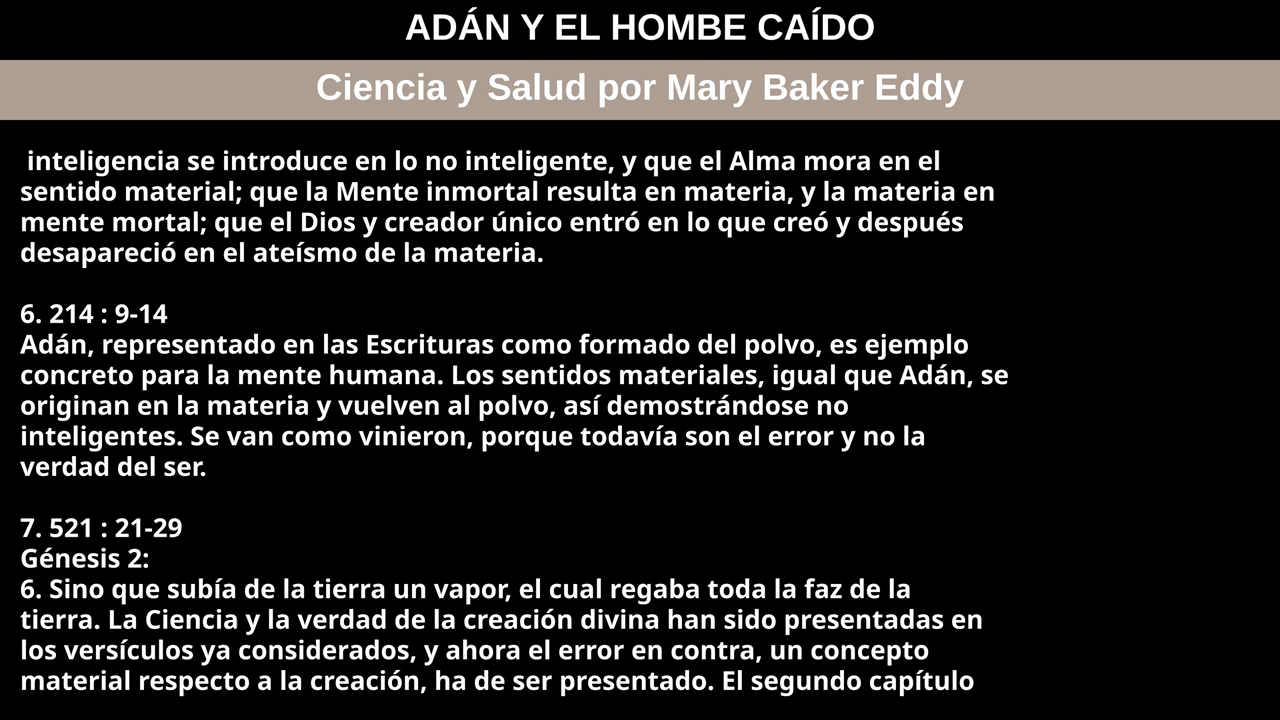 ADÁN Y EL HOMBE CAÍDO
Ciencia y Salud por Mary Baker Eddy
inteligencia se introduce en lo no inteligente, y que el Alma mora en el
sentido material; que la Mente inmortal resulta en materia, y la materia en
mente mortal; que el Dios y creador único entró en lo que creó y después
desapareció en el ateísmo de la materia.
6. 214 : 9-14
Adán, representado en las Escrituras como formado del polvo, es ejemplo
concreto para la mente humana. Los sentidos materiales, igual que Adán, se
originan en la materia y vuelven al polvo, así demostrándose no
inteligentes. Se van como vinieron, porque todavía son el error y no la
verdad del ser.
7. 521 : 21-29
Génesis 2:
6. Sino que subía de la tierra un vapor, el cual regaba toda la faz de la
tierra. La Ciencia y la verdad de la creación divina han sido presentadas en
los versículos ya considerados, y ahora el error en contra, un concepto
material respecto a la creación, ha de ser presentado. El segundo capítulo